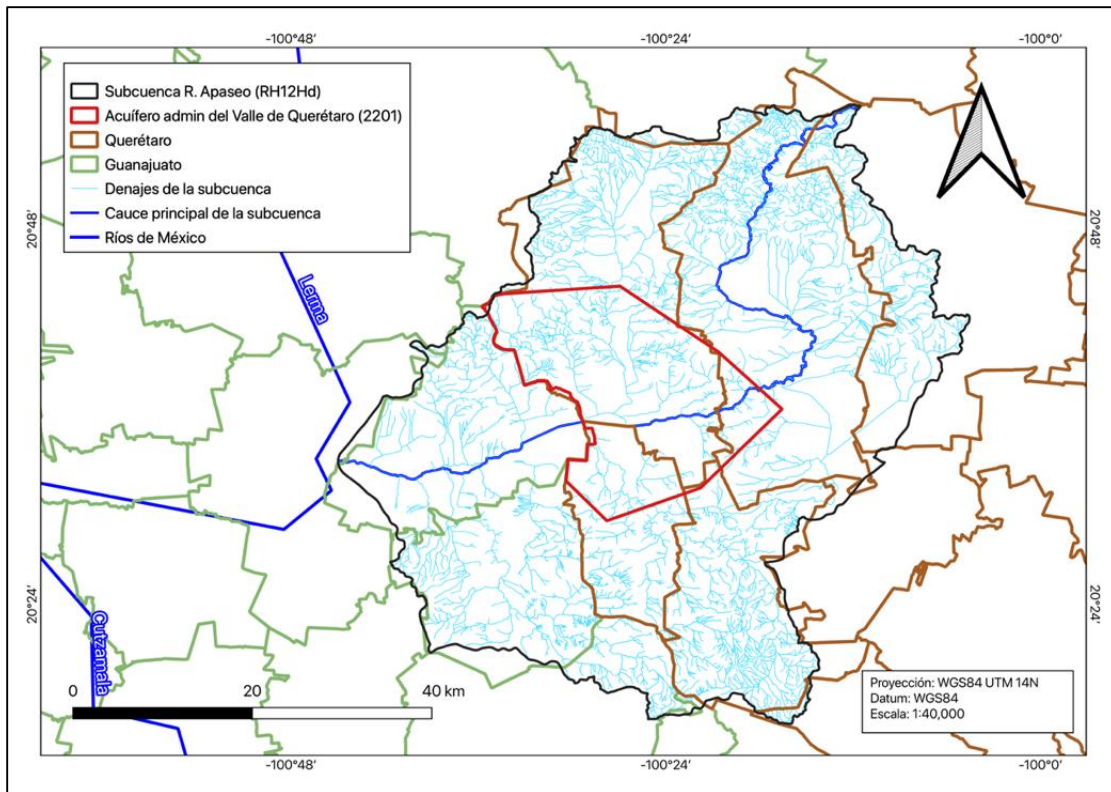 -100°48'
-100°24'
-100°0'
Subcuenca R. Apaseo (RH12Hd)
Acuífero admin del Valle de Querétaro (2201)
Querétaro
Guanajuato
Denajes de la subcuenca
Cauce principal de la subcuenca
Ríos de México
20°48'
20°48'
Lerma
20°24'
20°24'
Cutzamala
0
20
40 km
Proyección: WGS84 UTM 14N
Datum: WGS84
Escala: 1:40,000
-100°48'
-100°24'
-100°0'